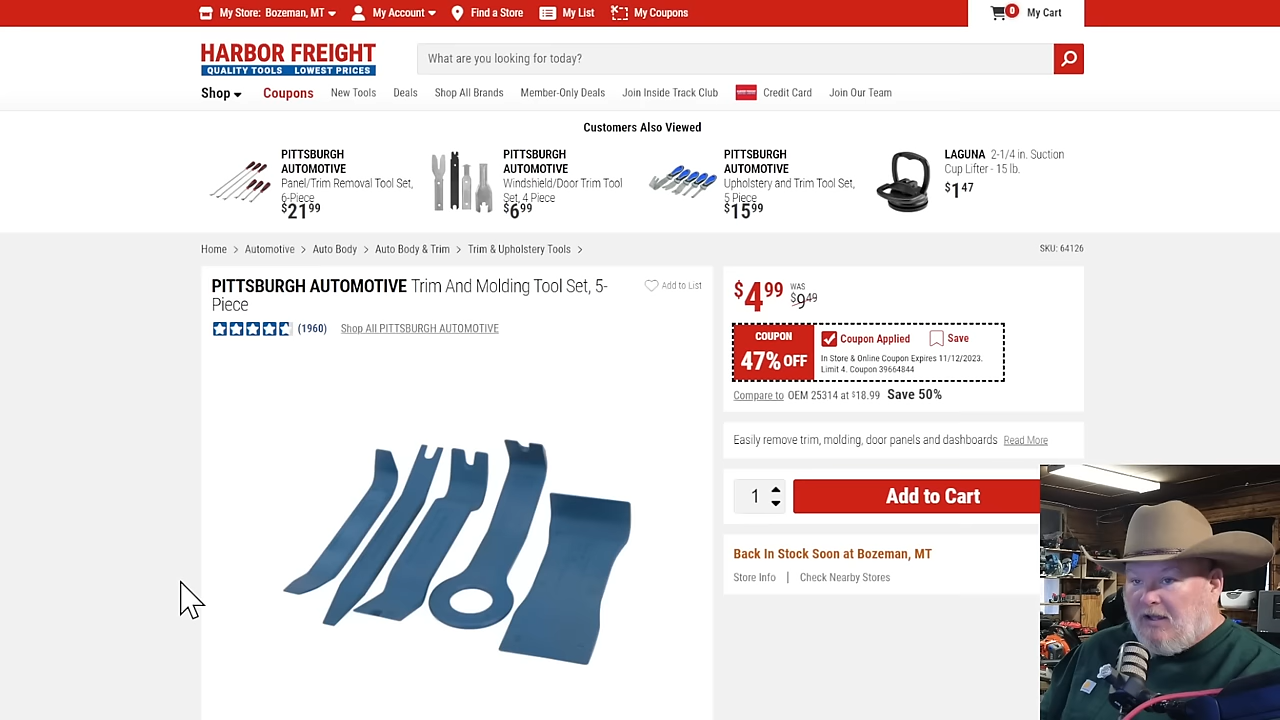 My Store: Bozeman, MT My Account Find a Store My List My Coupons 0 My Cart
HARBOR FREIGHT
QUALITY TOOLS LOWEST PRICES
What are you looking for today?
Shop Coupons New Tools Deals Shop All Brands Member-Only Deals Join Inside Track Club Credit Card Join Our Team
Customers Also Viewed
PITTSBURGH
AUTOMOTIVE
Panel/Trim Removal Tool Set,
6-Piece
$21.99
PITTSBURGH
AUTOMOTIVE
Windshield/Door Trim Tool
Set, 4 Piece
$6.99
PITTSBURGH
AUTOMOTIVE
Upholstery and Trim Tool Set,
5 Piece
$15.99
LAGUNA 2-1/4 in. Suction
Cup Lifter - 15 lb.
$1.47
Home > Automotive > Auto Body > Auto Body & Trim > Trim & Upholstery Tools >
SKU: 64126
PITTSBURGH AUTOMOTIVE Trim And Molding Tool Set, 5-
Piece
Add to List
(1960) Shop All PITTSBURGH AUTOMOTIVE
$4.99 WAS
$9.49
COUPON
47% OFF
Coupon Applied Save
In Store & Online Coupon Expires 11/12/2023.
Limit 4. Coupon 39664844
Compare to OEM 25314 at $18.99 Save 50%
Easily remove trim, molding, door panels and dashboards Read More
1 Add to Cart
Back In Stock Soon at Bozeman, MT
Store Info | Check Nearby Stores